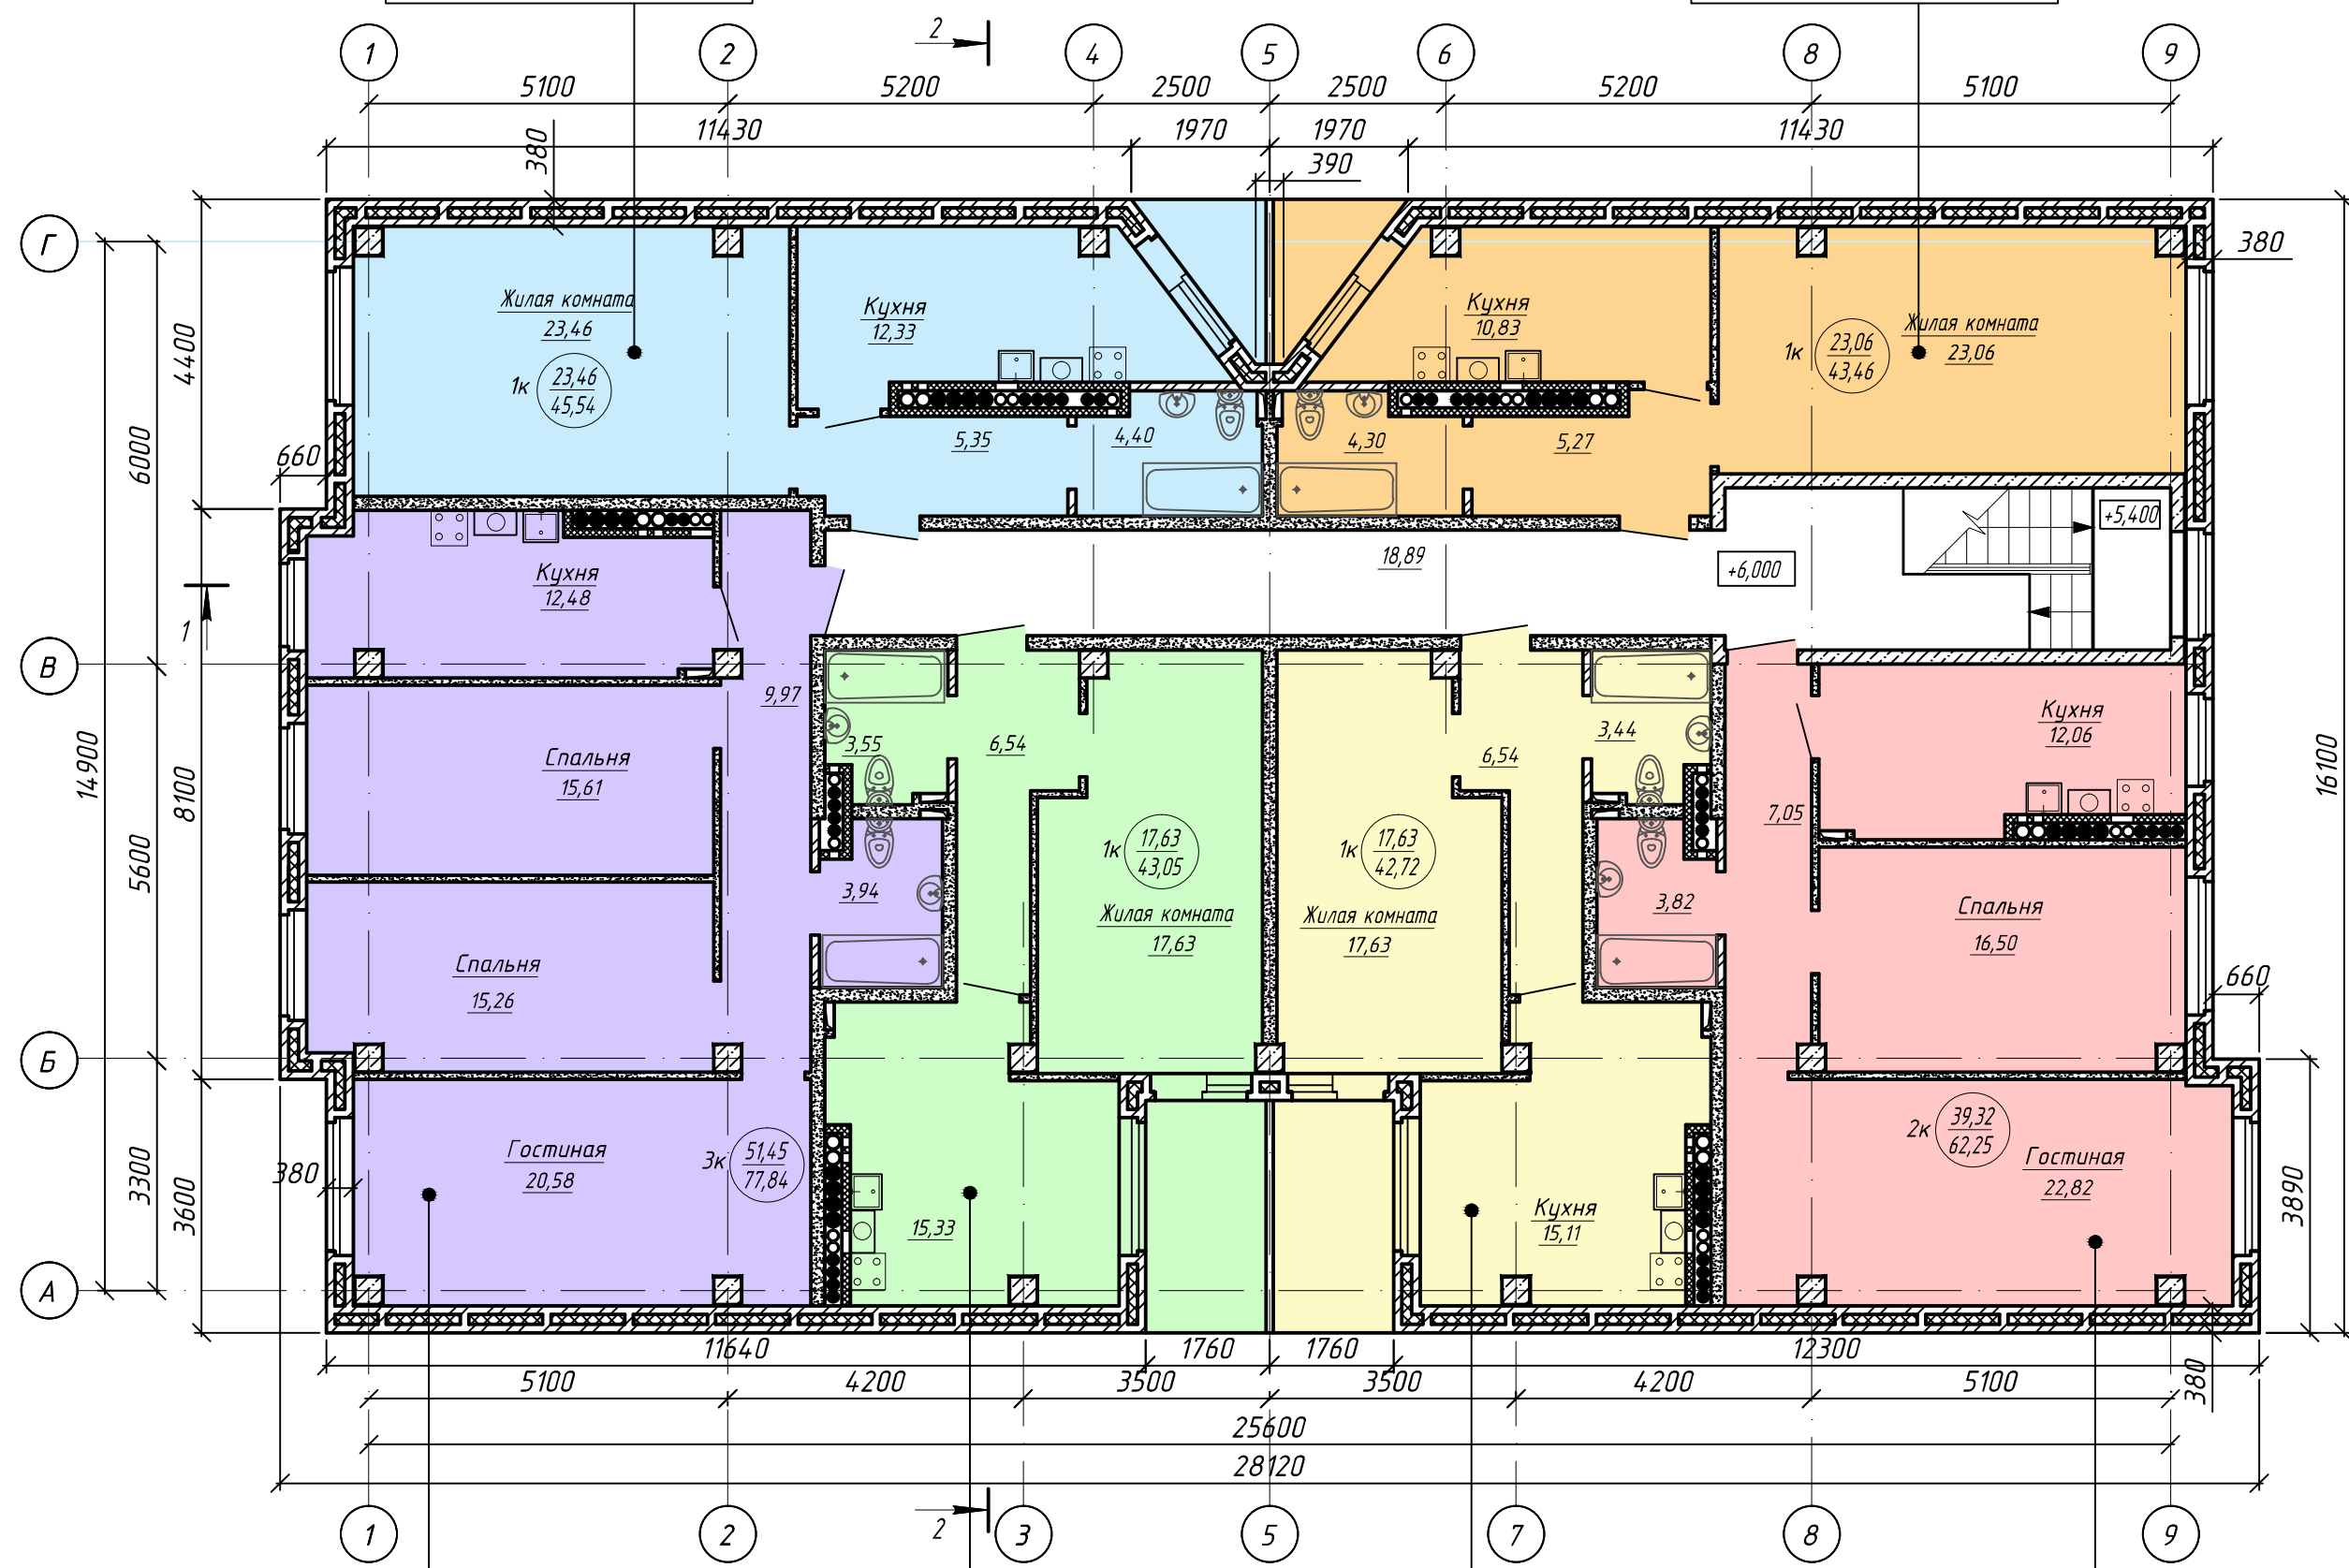 2
1 2 4 5 6 8 9
5100 5200 2500 2500 5200 5100
11430 1970 1970 11430
380 390
Г
380
4400
6000
660
Жилая комната
23,46
1к 23,46
45,54
Кухня
12,33
5,35
4,40
Кухня
10,83
4,30
5,27
1к 23,06
43,46
Жилая комната
23,06
+5,400
18,89
+6,000
1
Кухня
12,48
В
9,97
Спальня
15,61
3,55
6,54
6,54
3,44
7,05
Кухня
12,06
14900
8100
5600
16100
1к 17,63
43,05
1к 17,63
42,72
3,94
3,82
Жилая комната
17,63
Жилая комната
17,63
Спальня
16,50
Спальня
15,26
660
Б
3300
3600
380
Гостиная
20,58
3к 51,45
77,84
15,33
Кухня
15,11
2к 39,32
62,25
Гостиная
22,82
3890
А
11640 1760 1760 12300
380
5100 4200 3500 3500 4200 5100
25600
28120
2
1 2 3 5 7 8 9